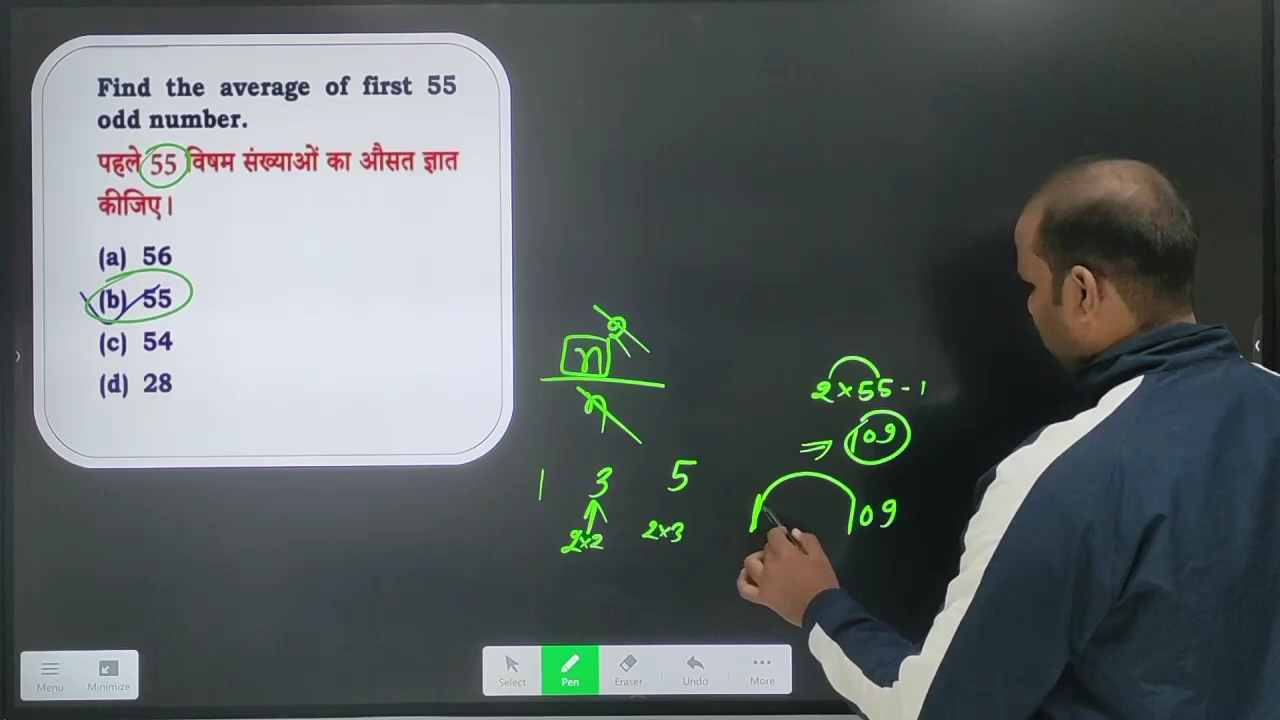 Find the average of first 55
odd number.
पहले 55 विषम संख्याओं का औसत ज्ञात
कीजिए।
(a) 56
(b) 55
(c) 54
(d) 28
n²
n
2×55-1
⇒ 109
1 3 5
2×2 2×3
1 109
Menu Minimize
Select Pen Eraser Undo More